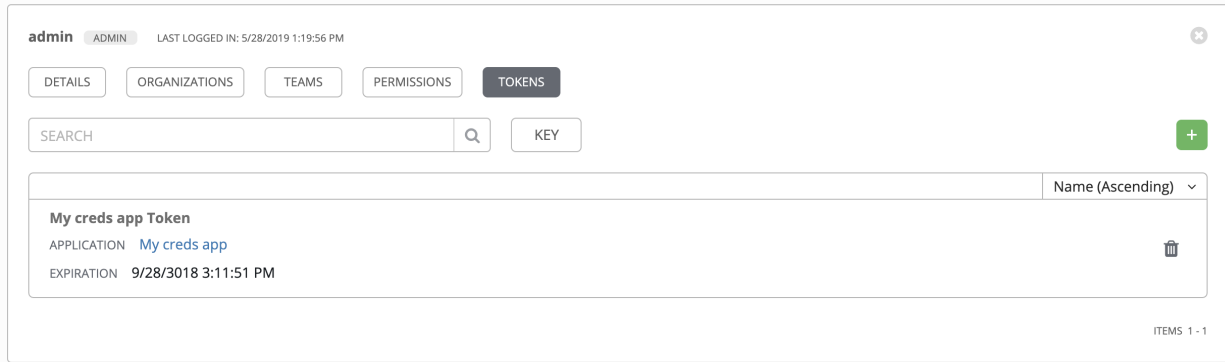 admin ADMIN LAST LOGGED IN: 5/28/2019 1:19:56 PM
DETAILS ORGANIZATIONS TEAMS PERMISSIONS TOKENS
SEARCH KEY +
Name (Ascending)
My creds app Token
APPLICATION My creds app
EXPIRATION 9/28/3018 3:11:51 PM
ITEMS 1 - 1